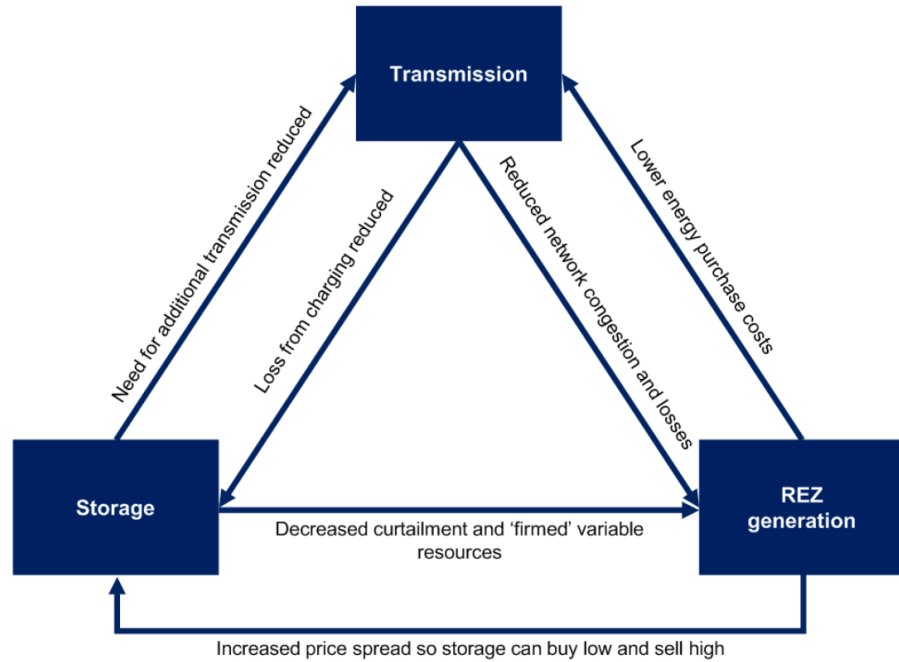 Transmission
Need for additional transmission reduced
Loss from charging reduced
Reduced network congestion and losses
Lower energy purchase costs
Storage
REZ
generation
Decreased curtailment and ‘firmed’ variable
resources
Increased price spread so storage can buy low and sell high